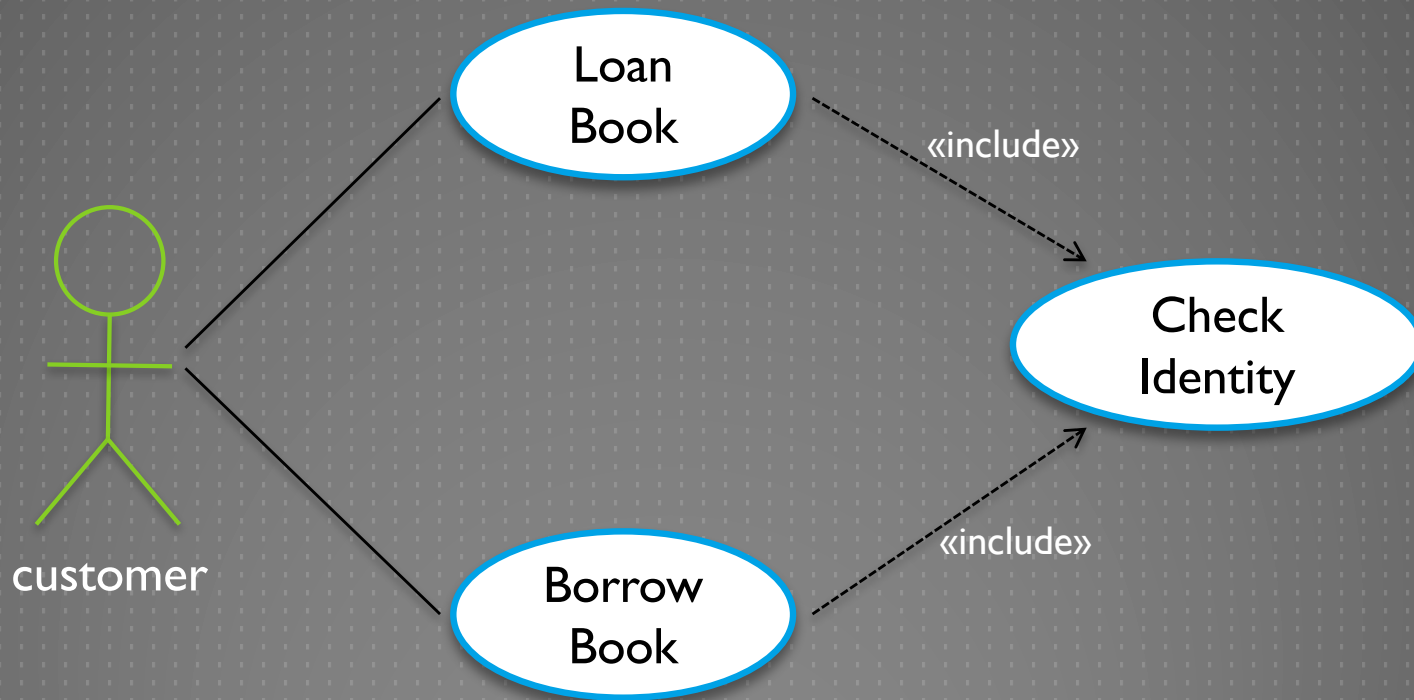 Loan
Book
«include»
Check
Identity
customer
«include»
Borrow
Book